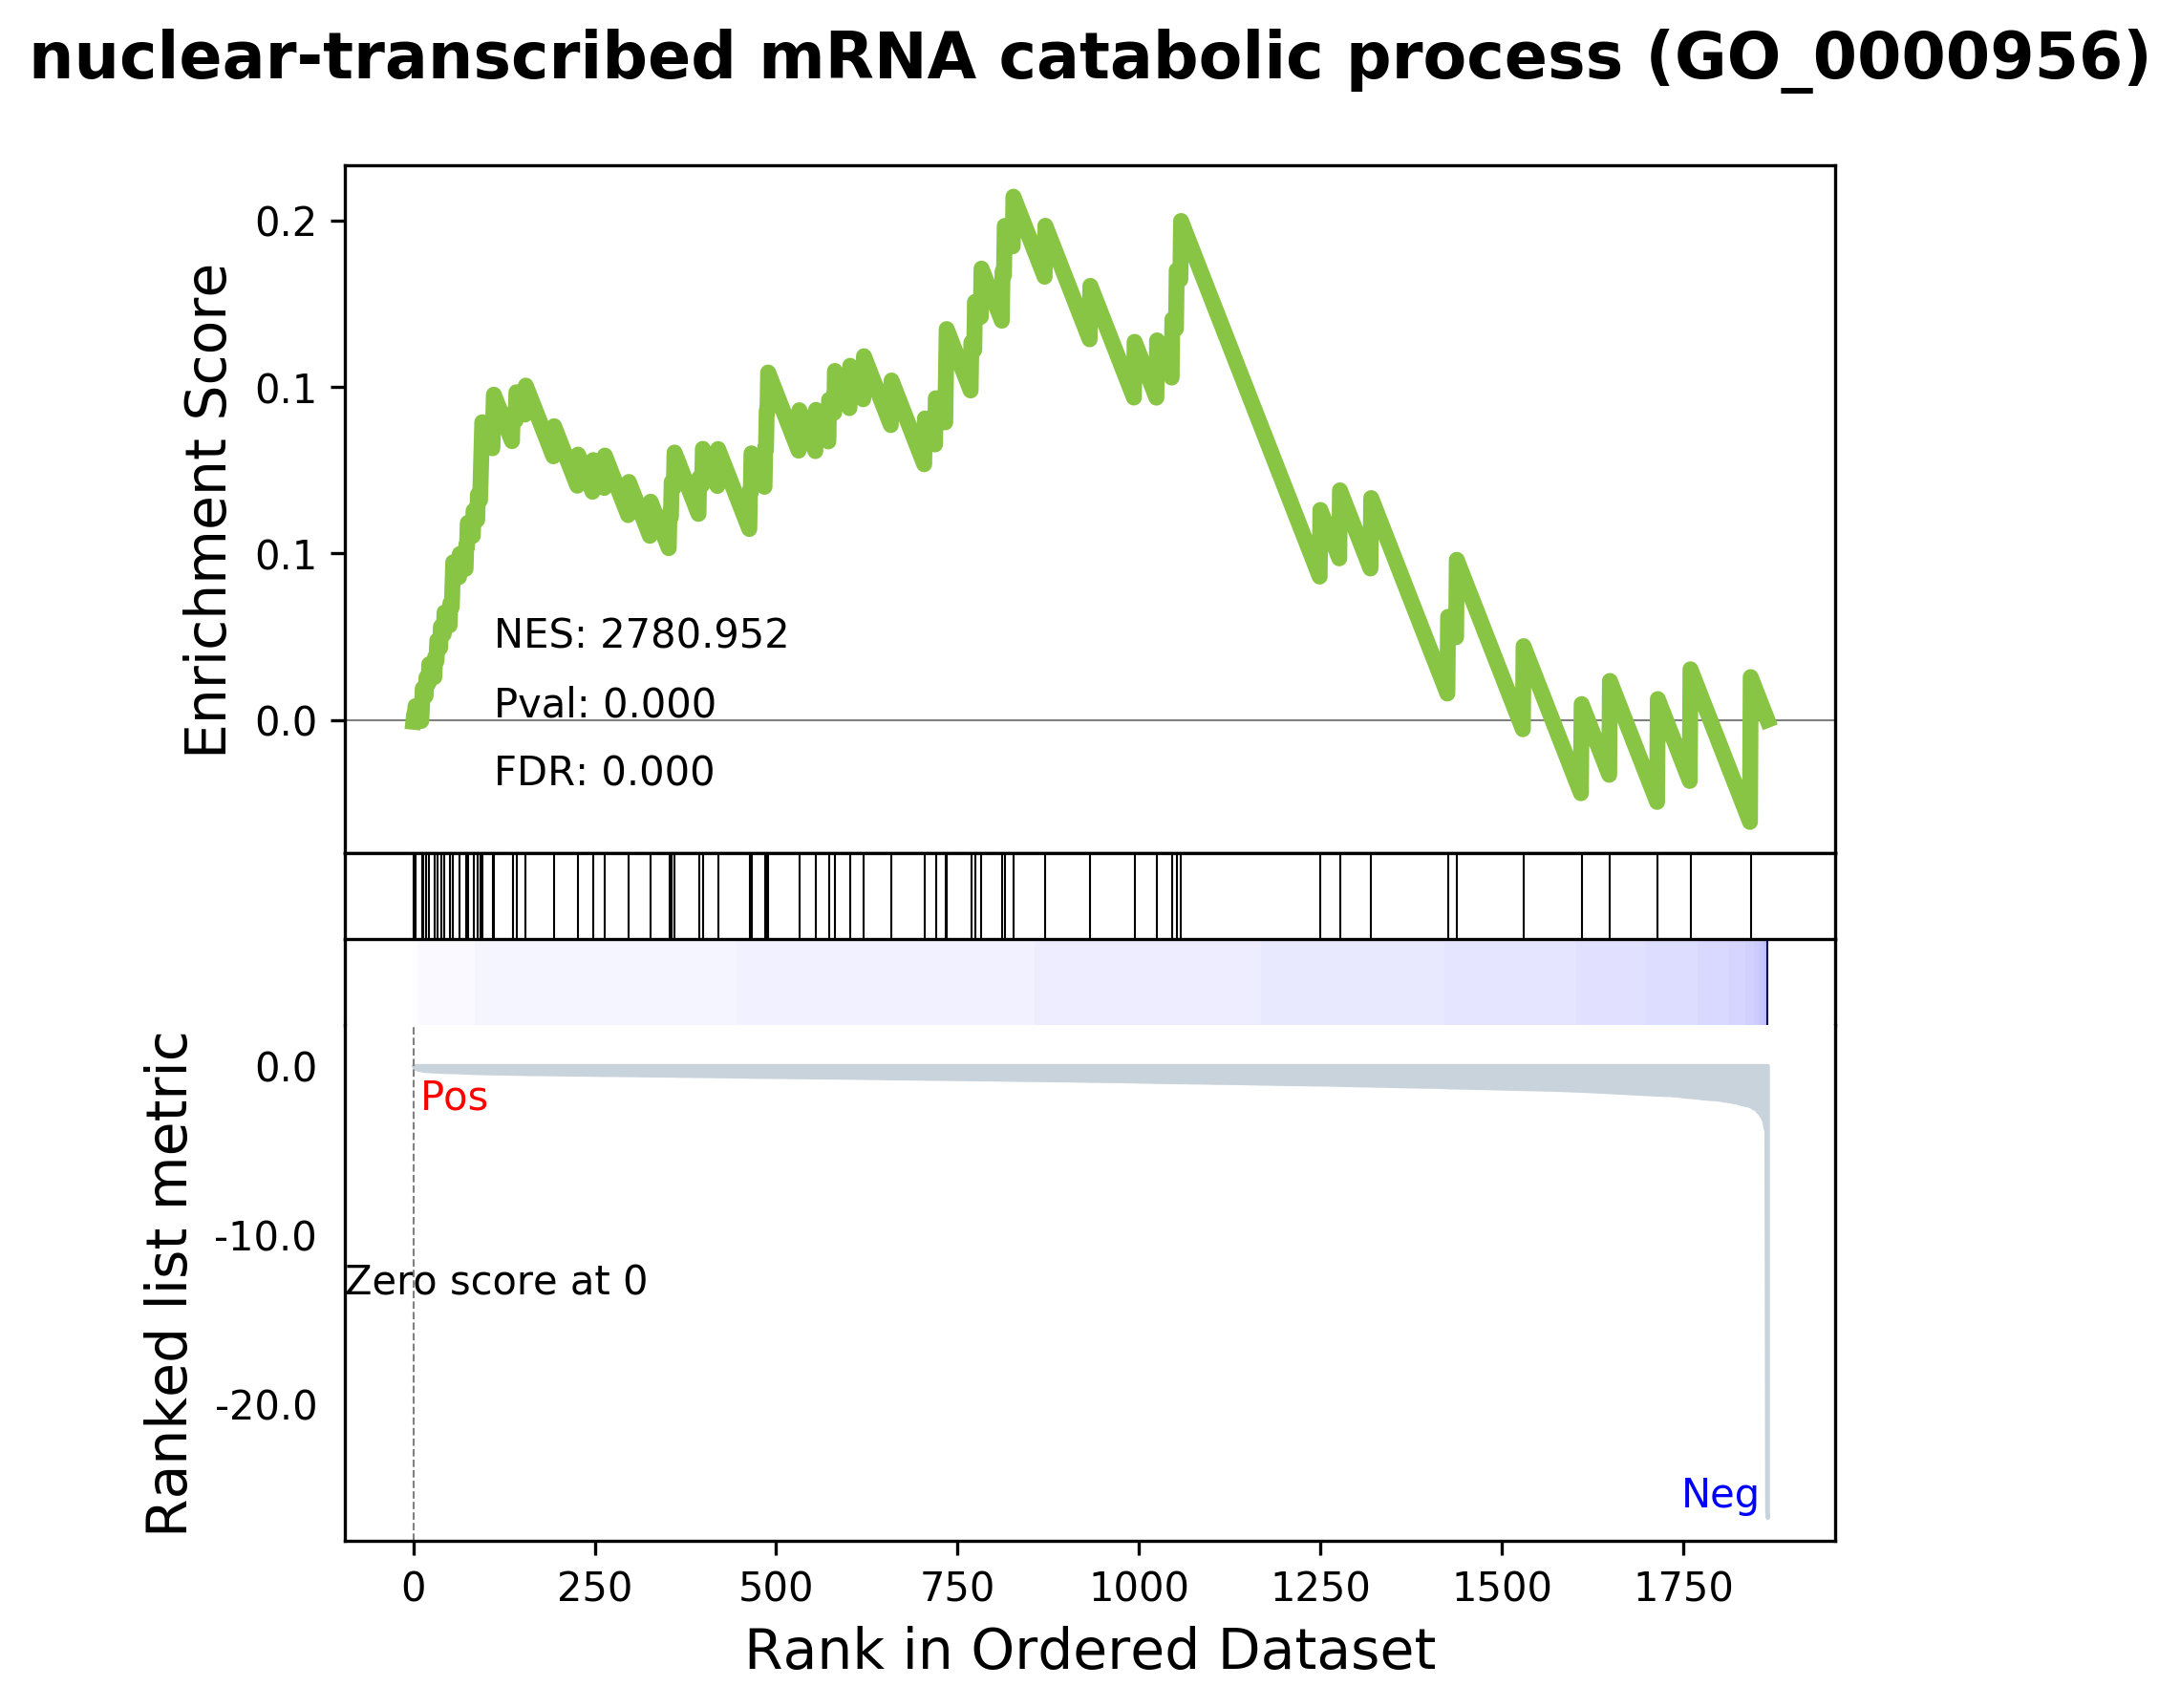 nuclear-transcribed mRNA catabolic process (GO_0000956)
Enrichment Score
0.2
0.1
0.1
0.0
NES: 2780.952
Pval: 0.000
FDR: 0.000
Ranked list metric
0.0
-10.0
-20.0
Pos
Zero score at 0
Neg
0 250 500 750 1000 1250 1500 1750
Rank in Ordered Dataset